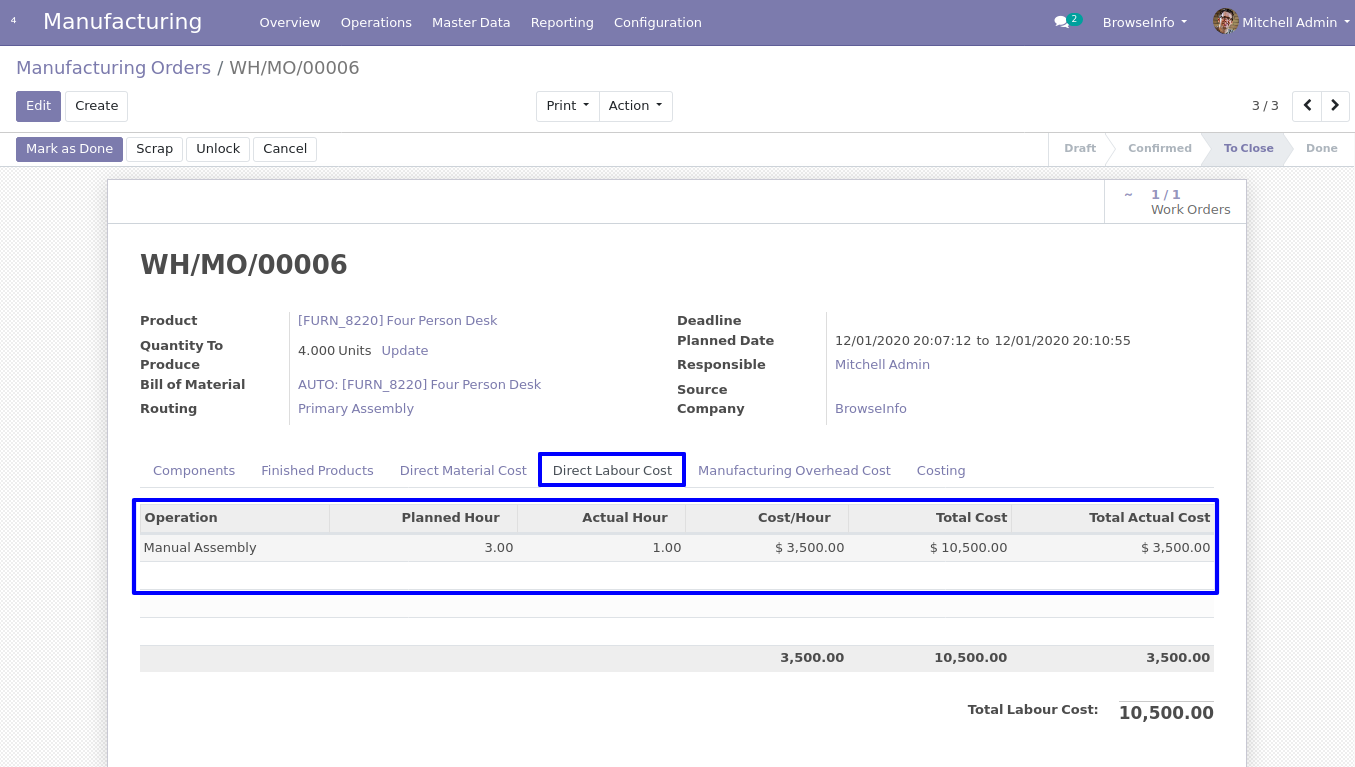 4 Manufacturing Overview Operations Master Data Reporting Configuration 2 BrowseInfo Mitchell Admin
Manufacturing Orders / WH/MO/00006
Edit Create Print Action 3 / 3
Mark as Done Scrap Unlock Cancel Draft Confirmed To Close Done
~ 1 / 1
Work Orders
WH/MO/00006
Product [FURN_8220] Four Person Desk
Quantity To Produce 4.000 Units Update
Bill of Material AUTO: [FURN_8220] Four Person Desk
Routing Primary Assembly
Deadline
Planned Date 12/01/2020 20:07:12 to 12/01/2020 20:10:55
Responsible Mitchell Admin
Source
Company BrowseInfo
Components Finished Products Direct Material Cost Direct Labour Cost Manufacturing Overhead Cost Costing
Operation Planned Hour Actual Hour Cost/Hour Total Cost Total Actual Cost
Manual Assembly 3.00 1.00 $ 3,500.00 $ 10,500.00 $ 3,500.00
3,500.00 10,500.00 3,500.00
Total Labour Cost: 10,500.00